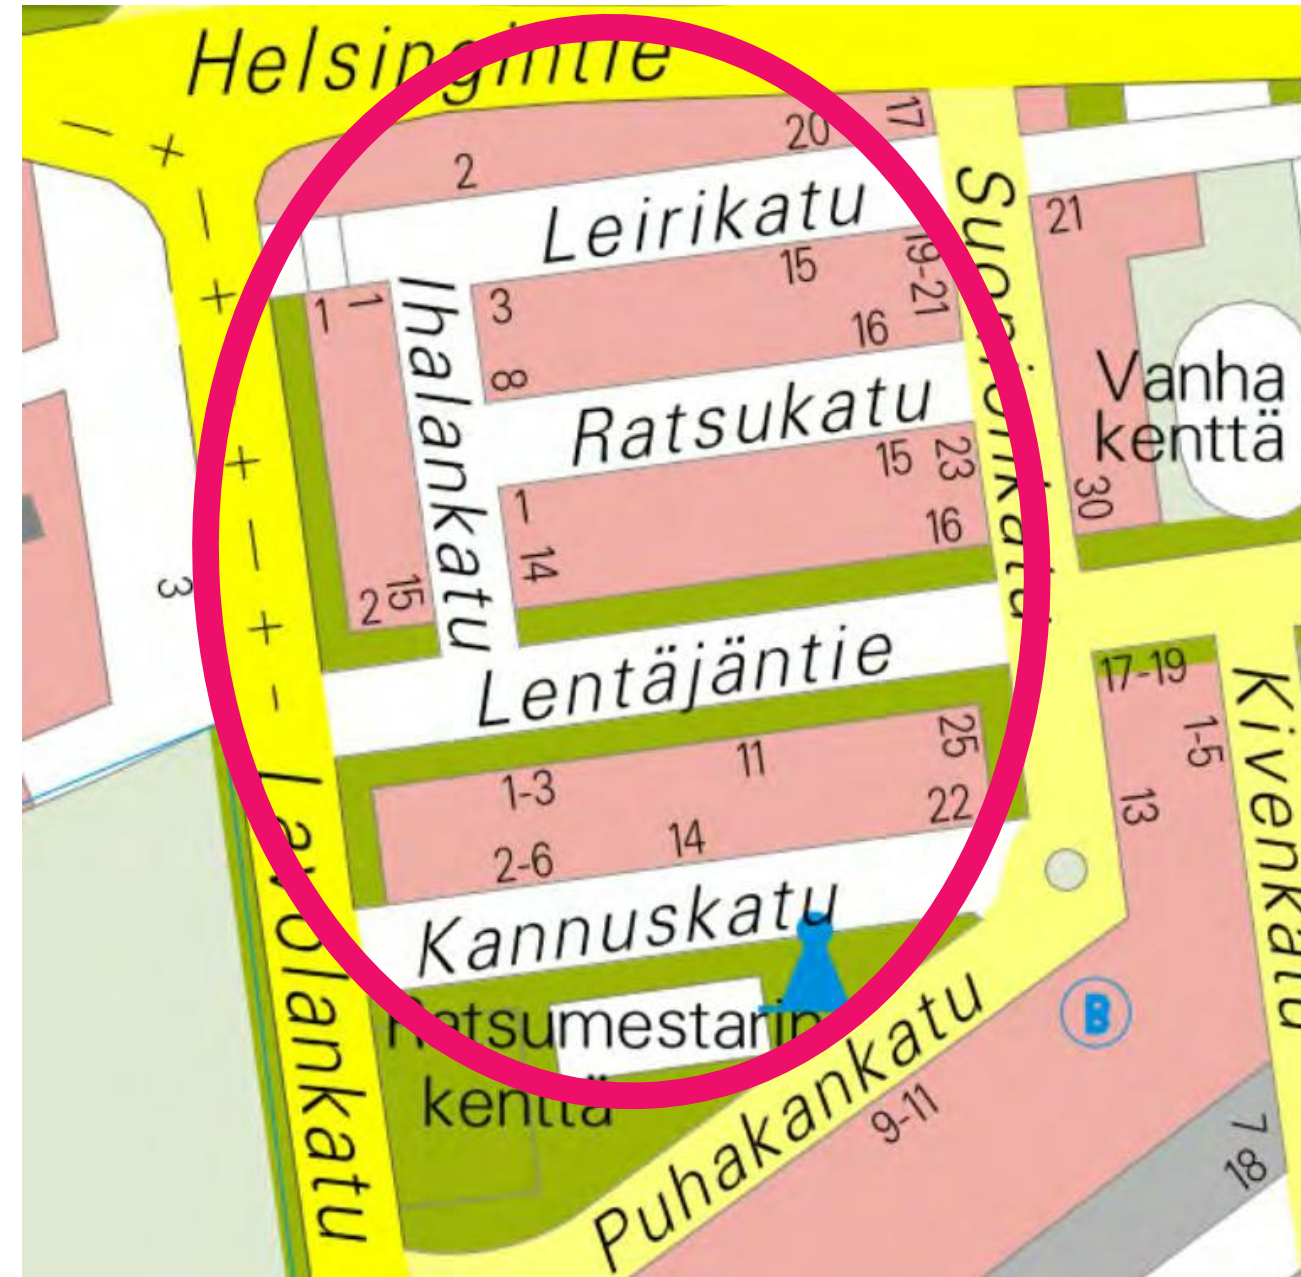 Helsingintie
17
20
2
Leirikatu
Suonionkatu
21
1
1
Ihalankatu
3
15
19-21
16
8
Vanha
kenttä
Ratsukatu
15
23
30
1
14
16
3
2
15
Lentäjäntie
17-19
1-5
13
Kivenkatu
25
11
1-3
22
14
2-6
Lavolankatu
Kannuskatu
Ratsumestarin
kenttä
B
Puhakankatu
9-11
7
18